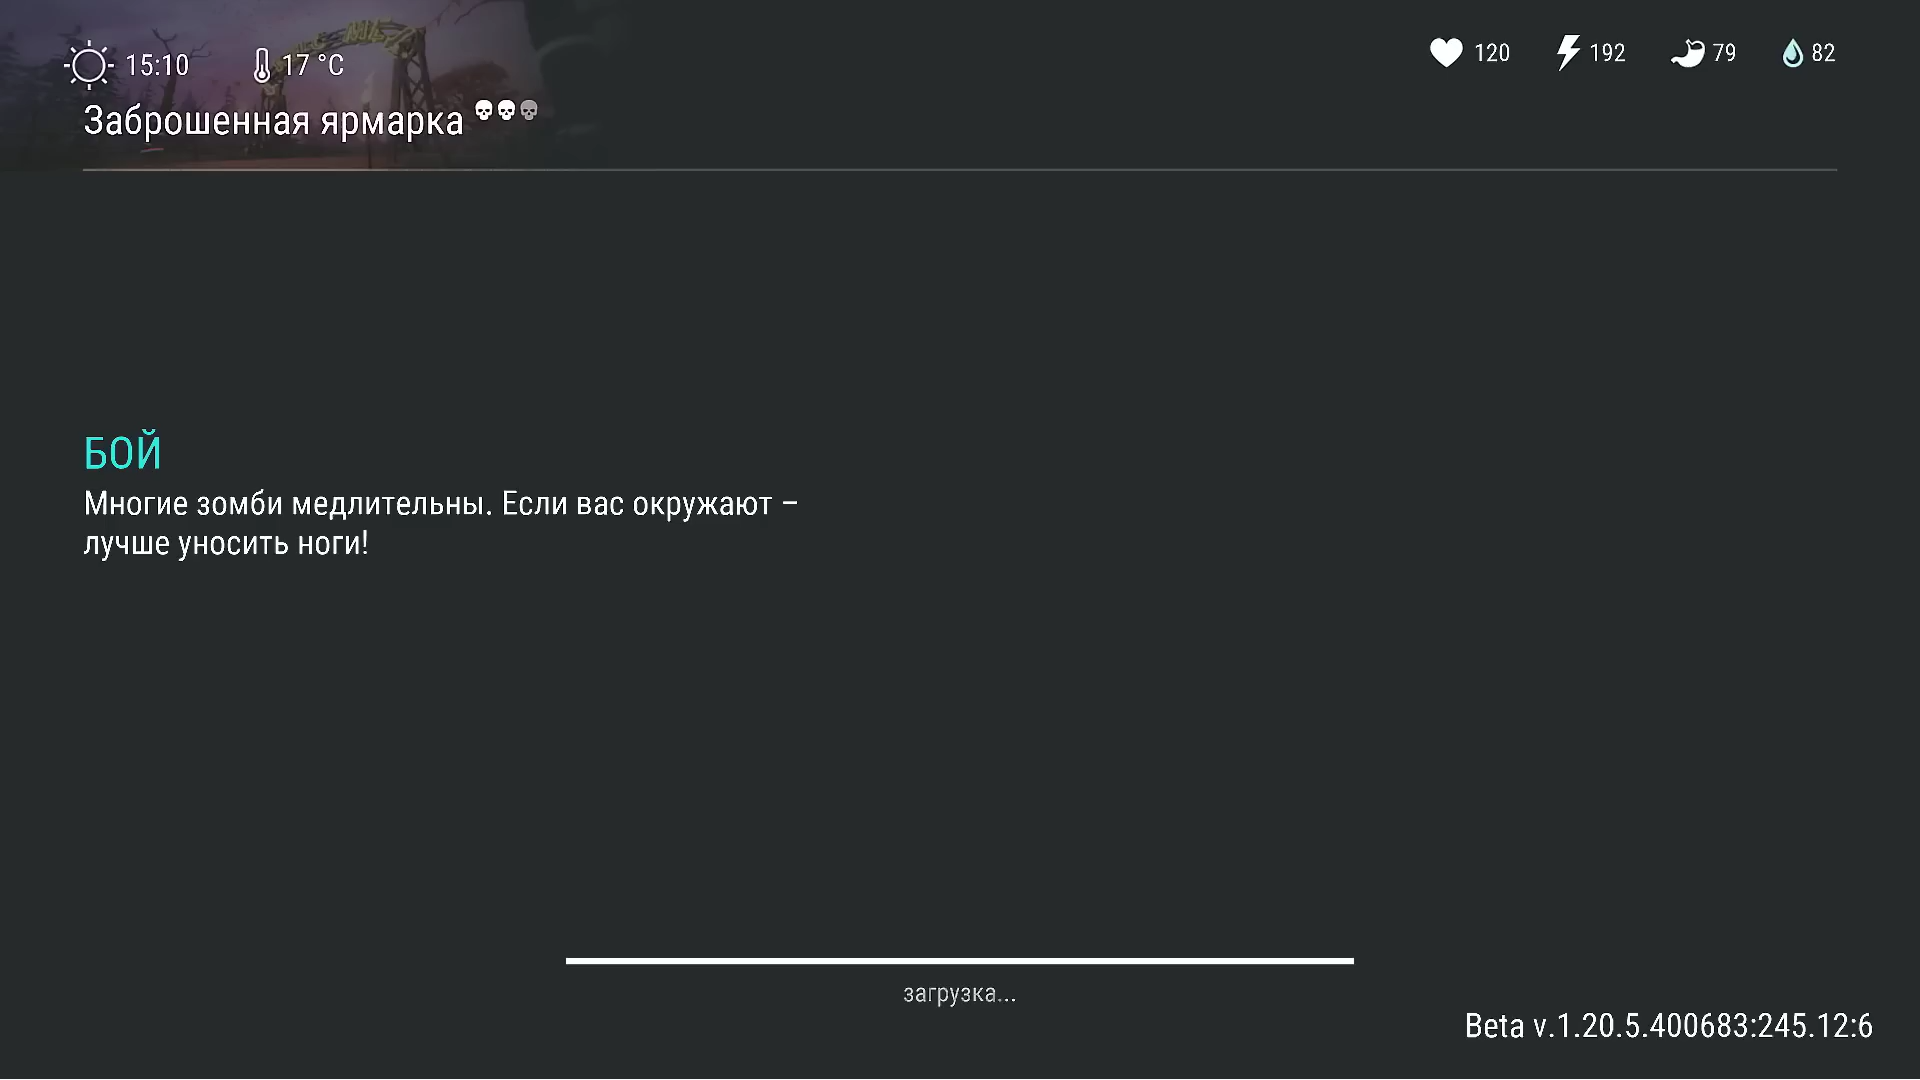 15:10 17 °C
120 192 79 82
Заброшенная ярмарка
БОЙ
Многие зомби медлительны. Если вас окружают –
лучше уносить ноги!
загрузка...
Beta v.1.20.5.400683:245.12:6